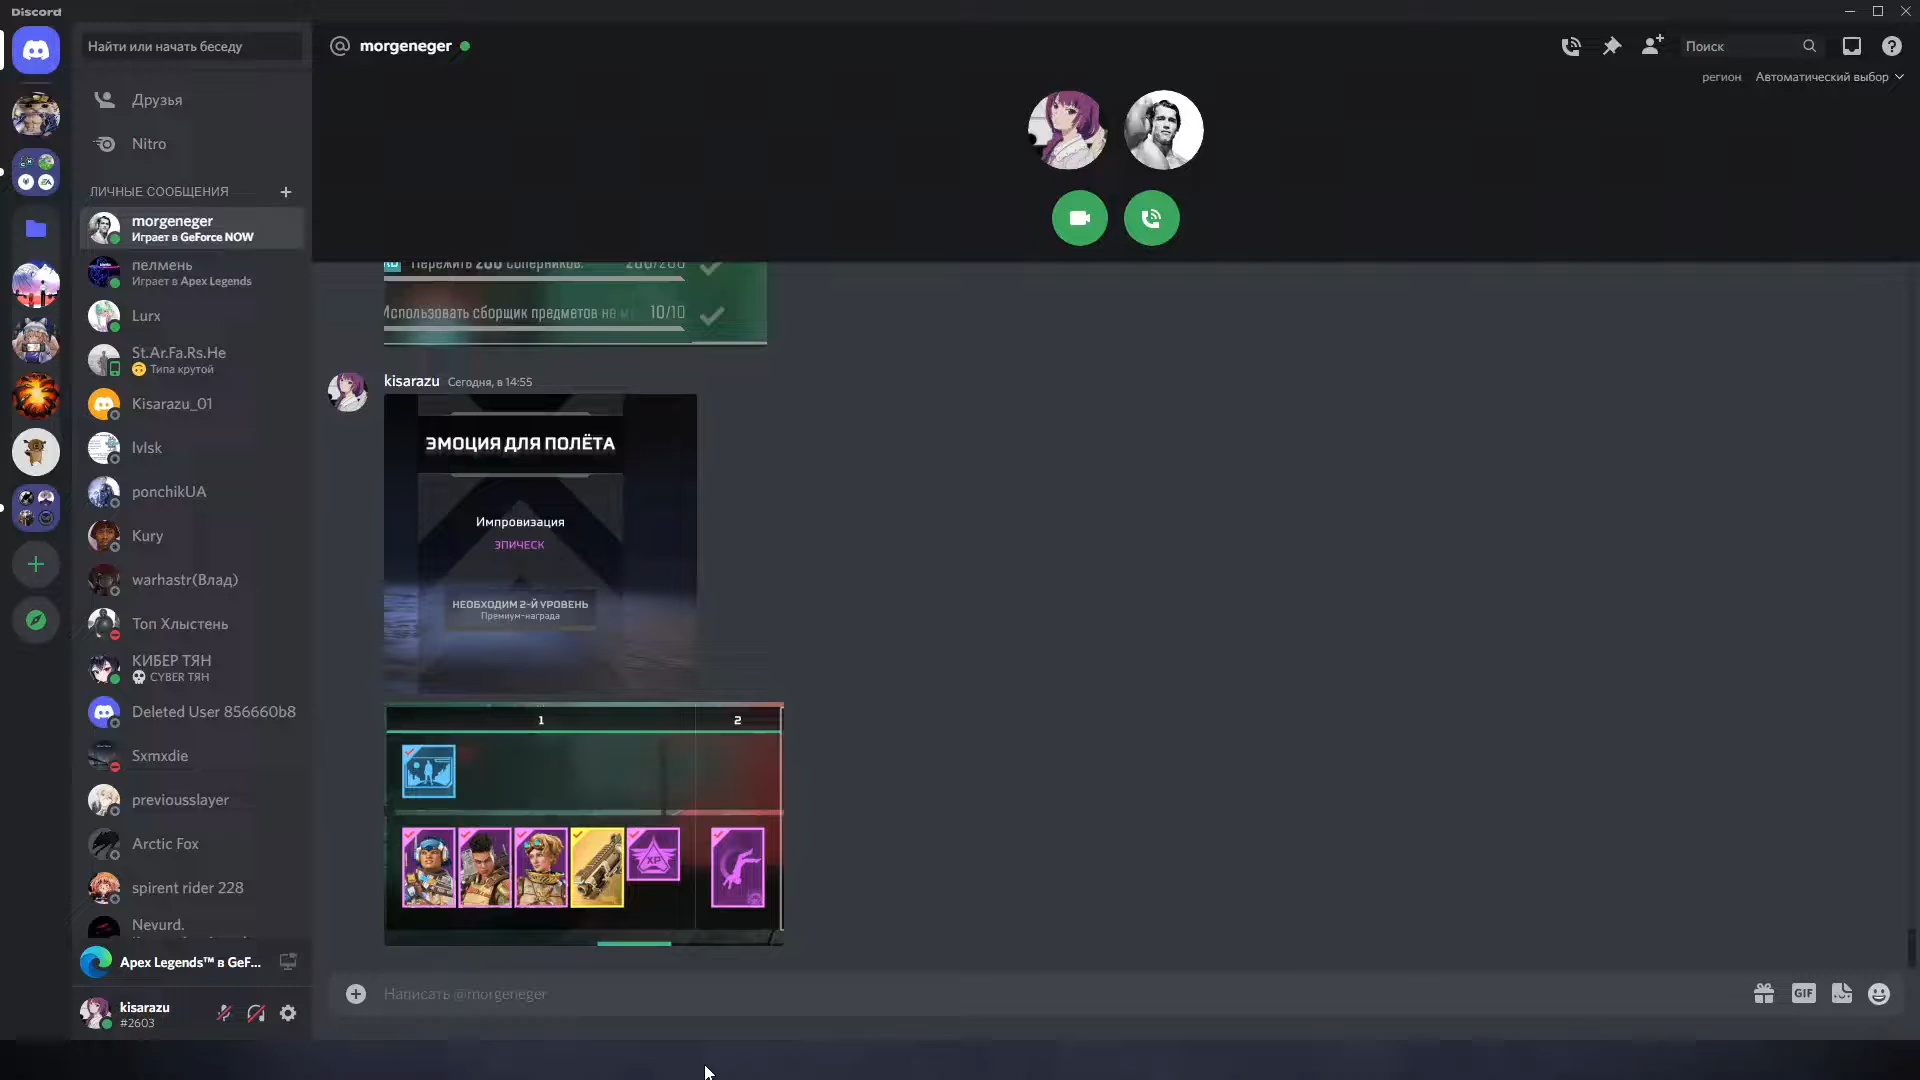 Discord
Найти или начать беседу
Друзья
Nitro
ЛИЧНЫЕ СООБЩЕНИЯ
morgeneger
Играет в GeForce NOW
пелмень
Играет в Apex Legends
Lurx
St.Ar.Fa.Rs.He
Типа крутой
Kisarazu_01
lvlsk
ponchikUA
Kury
warhastr(Влад)
Топ Хлыстень
КИБЕР ТЯН
CYBER ТЯН
Deleted User 856660b8
Sxmxdie
previousslayer
Arctic Fox
spirent rider 228
Nevurd.
Apex Legends™ в GeF...
kisarazu
#2603
morgeneger
Поиск
регион Автоматический выбор
Пережить 200 соперников.
Использовать сборщик предметов не м 10/10
kisarazu Сегодня, в 14:55
ЭМОЦИЯ ДЛЯ ПОЛЁТА
Импровизация
ЭПИЧЕСК
НЕОБХОДИМ 2-Й УРОВЕНЬ
Премиум-награда
1 2
XP
Написать @morgeneger
GIF